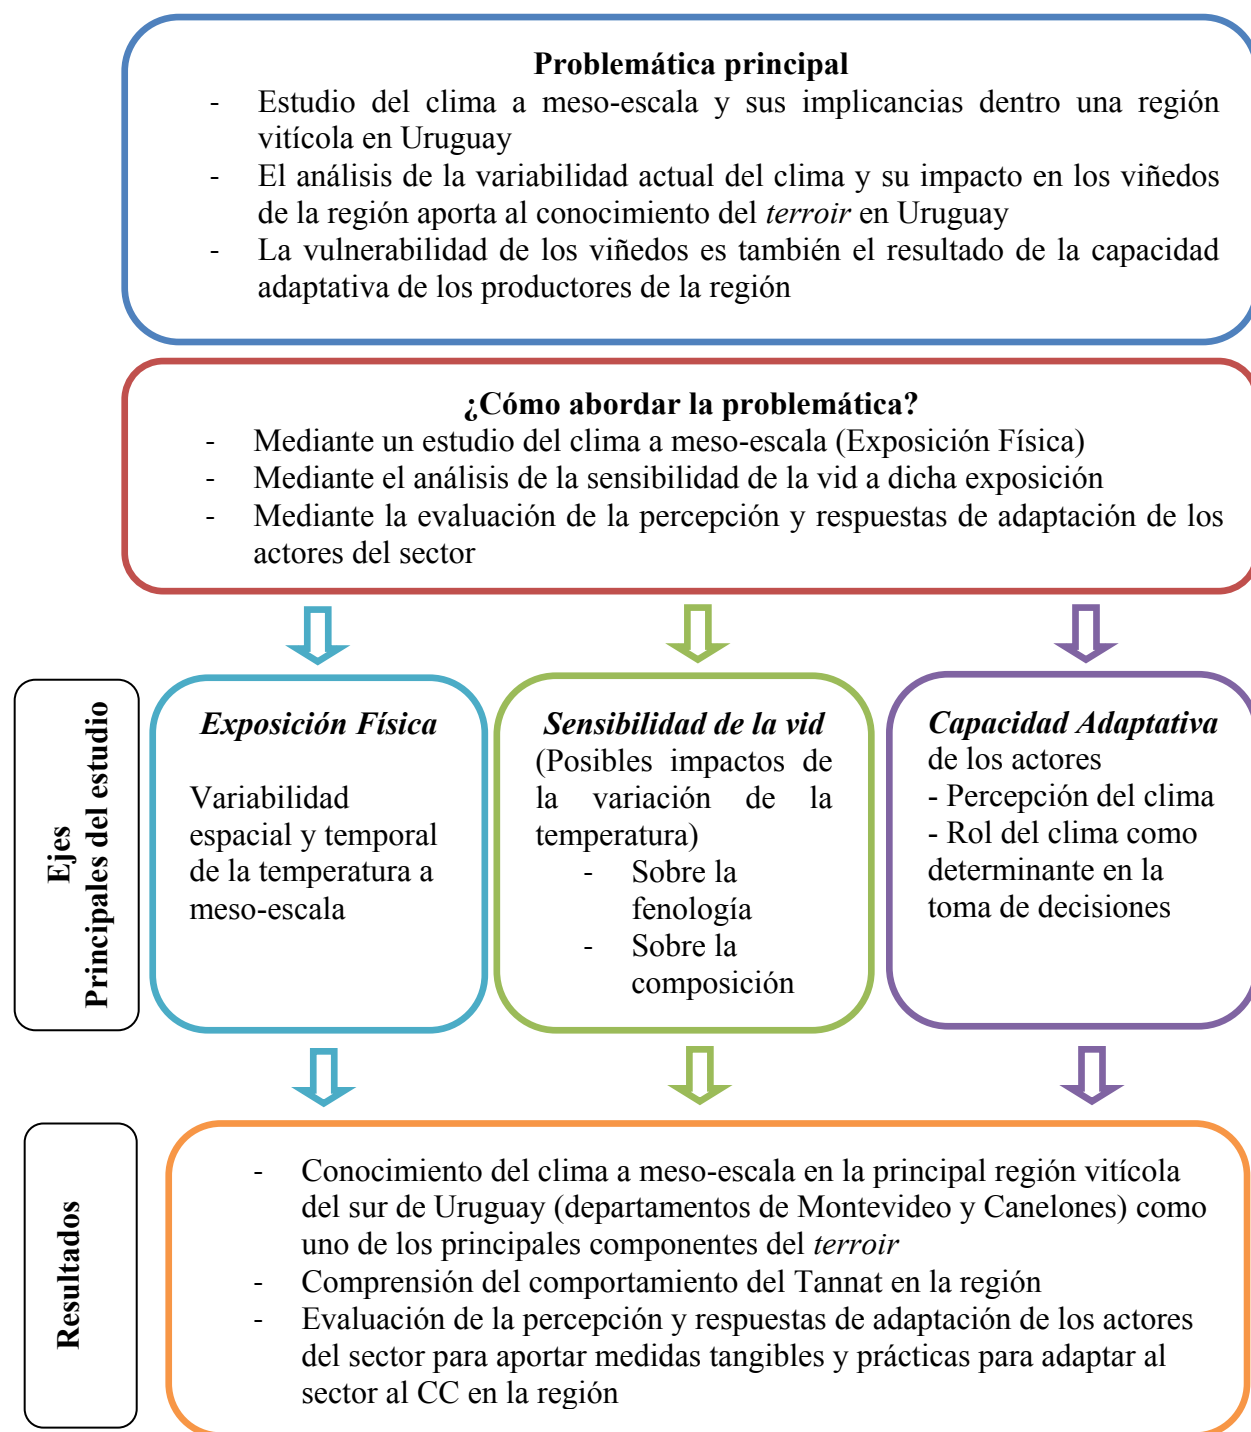 Problemática principal
- Estudio del clima a meso-escala y sus implicancias dentro una región
vitícola en Uruguay
- El análisis de la variabilidad actual del clima y su impacto en los viñedos
de la región aporta al conocimiento del terroir en Uruguay
- La vulnerabilidad de los viñedos es también el resultado de la capacidad
adaptativa de los productores de la región
¿Cómo abordar la problemática?
- Mediante un estudio del clima a meso-escala (Exposición Física)
- Mediante el análisis de la sensibilidad de la vid a dicha exposición
- Mediante la evaluación de la percepción y respuestas de adaptación de los
actores del sector
Ejes
Principales del estudio
Exposición Física
Variabilidad
espacial y temporal
de la temperatura a
meso-escala
Sensibilidad de la vid
(Posibles impactos de
la variación de la
temperatura)
- Sobre la
fenología
- Sobre la
composición
Capacidad Adaptativa
de los actores
- Percepción del clima
- Rol del clima como
determinante en la
toma de decisiones
Resultados
- Conocimiento del clima a meso-escala en la principal región vitícola
del sur de Uruguay (departamentos de Montevideo y Canelones) como
uno de los principales componentes del terroir
- Comprensión del comportamiento del Tannat en la región
- Evaluación de la percepción y respuestas de adaptación de los actores
del sector para aportar medidas tangibles y prácticas para adaptar al
sector al CC en la región